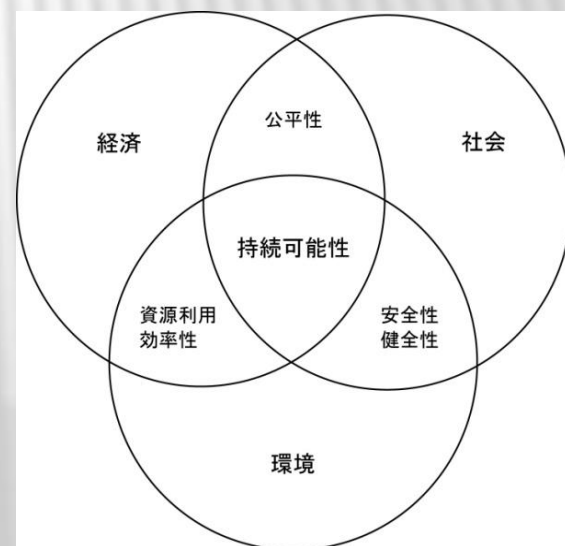 公平性
経済
社会
持続可能性
資源利用
効率性
安全性
健全性
環境